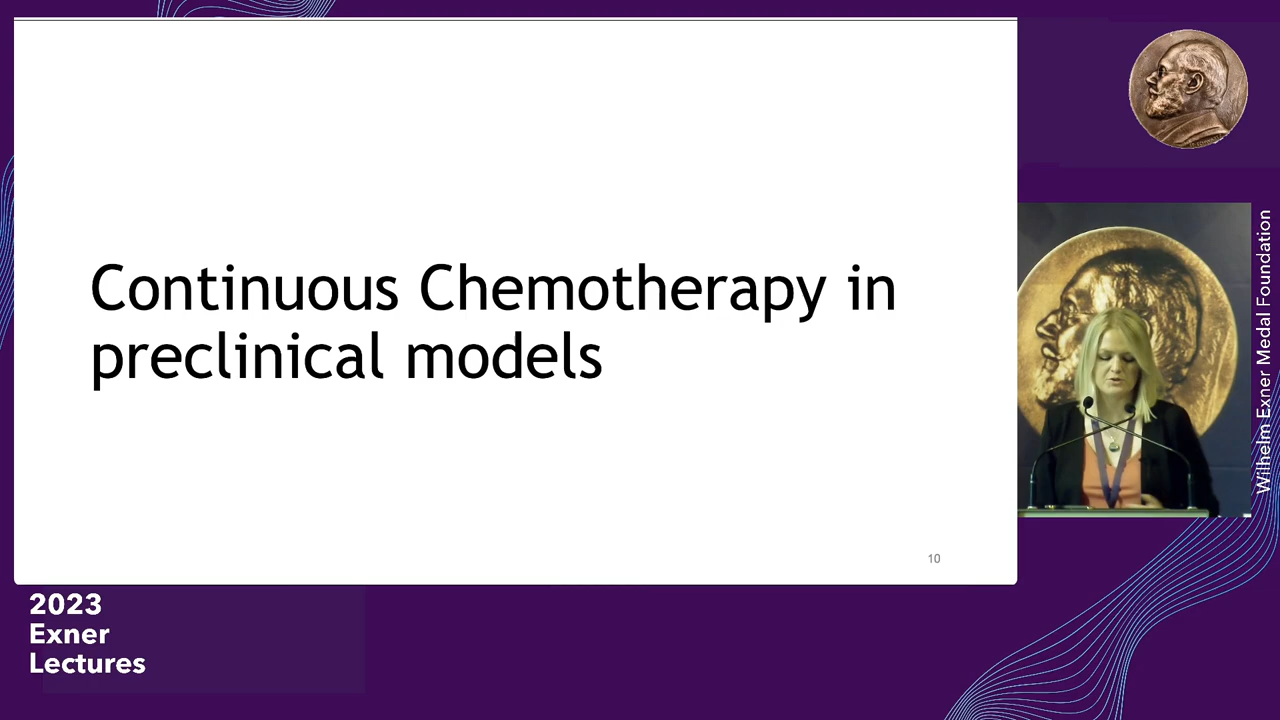 Continuous Chemotherapy in
preclinical models
10
2023
Exner
Lectures
Wilhelm Exner Medal Foundation